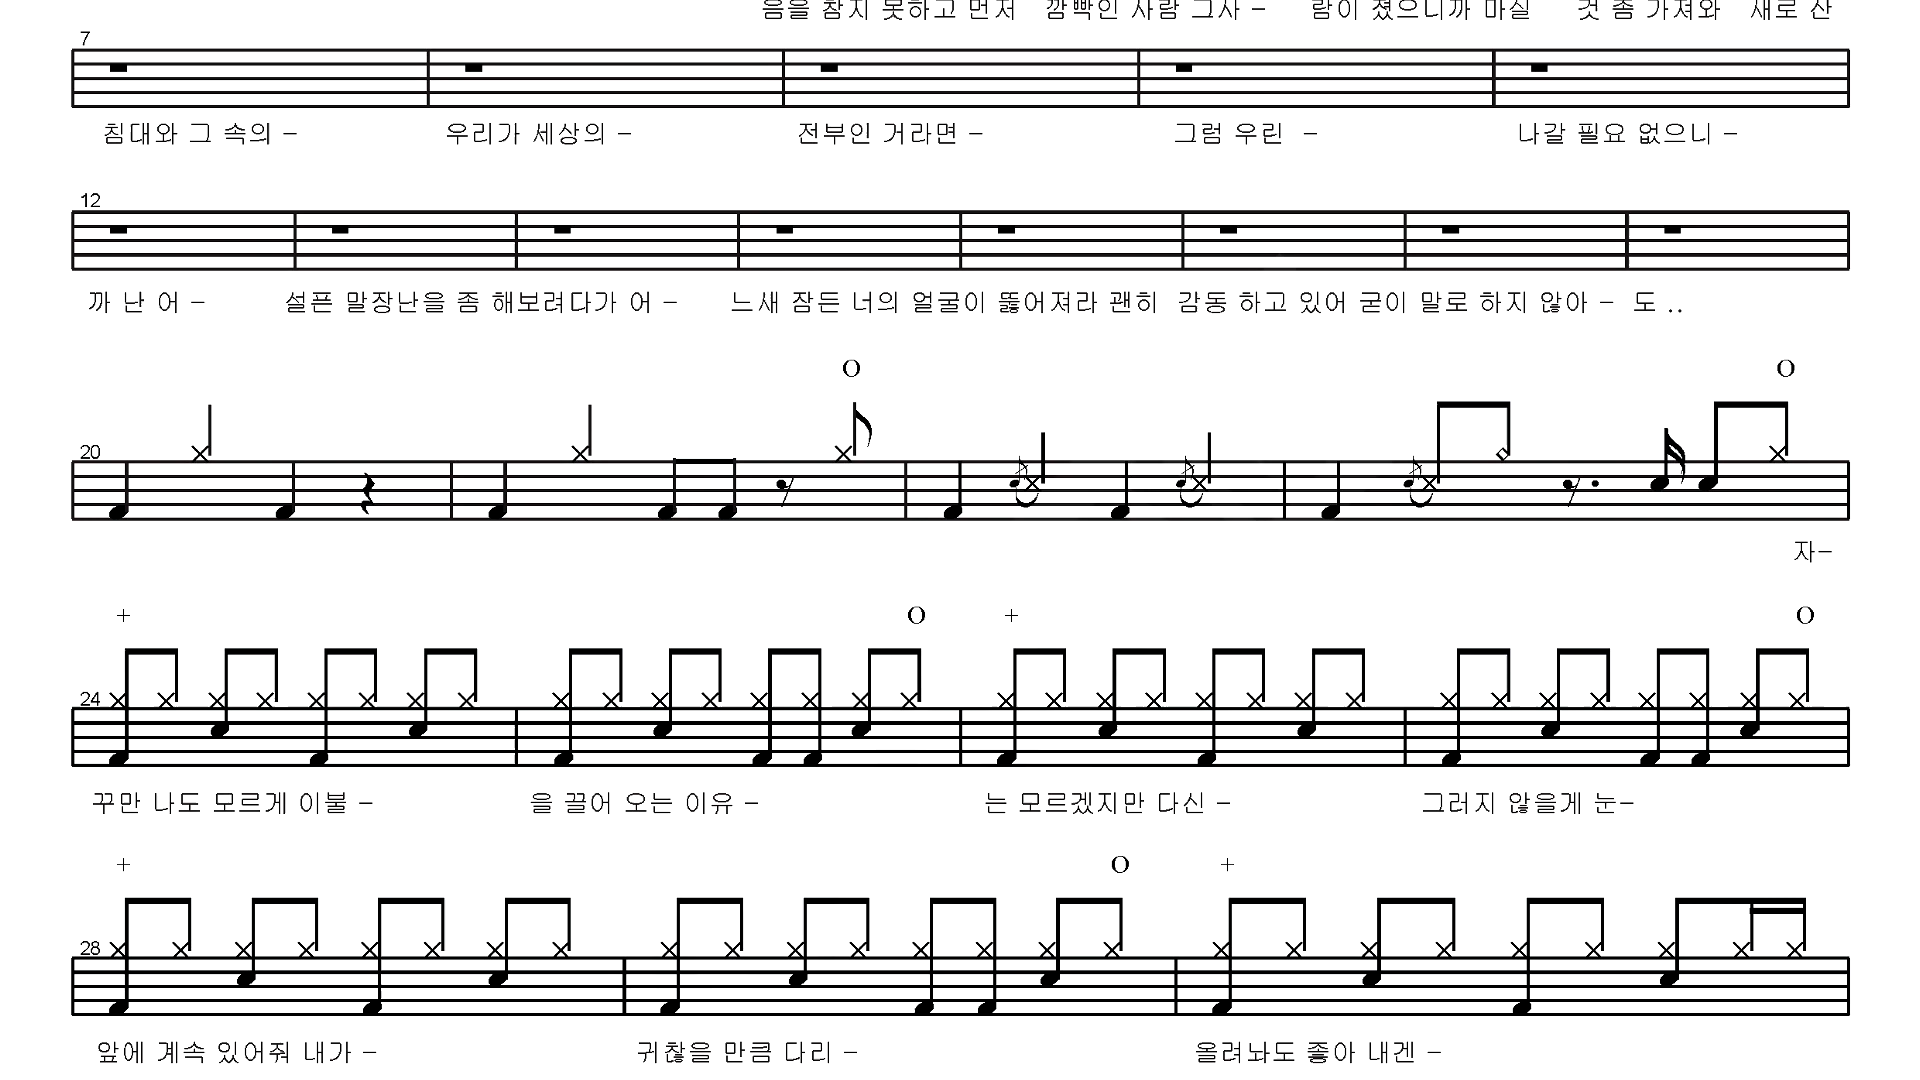 음을 참지 못하고 먼저 깜빡인 사람 그사 – 람이 졌으니까 마실 것 좀 가져와 새로 산
7
침대와 그 속의 – 우리가 세상의 – 전부인 거라면 – 그럼 우린 – 나갈 필요 없으니 –
12
까 난 어 – 설픈 말장난을 좀 해보려다가 어 – 느새 잠든 너의 얼굴이 뚫어져라 괜히 감동 하고 있어 굳이 말로 하지 않아 – 도 ..
O O
20
자–
+ O + O
24
꾸만 나도 모르게 이불 – 을 끌어 오는 이유 – 는 모르겠지만 다신 – 그러지 않을게 눈–
+ O +
28
앞에 계속 있어줘 내가 – 귀찮을 만큼 다리 – 올려놔도 좋아 내겐 –